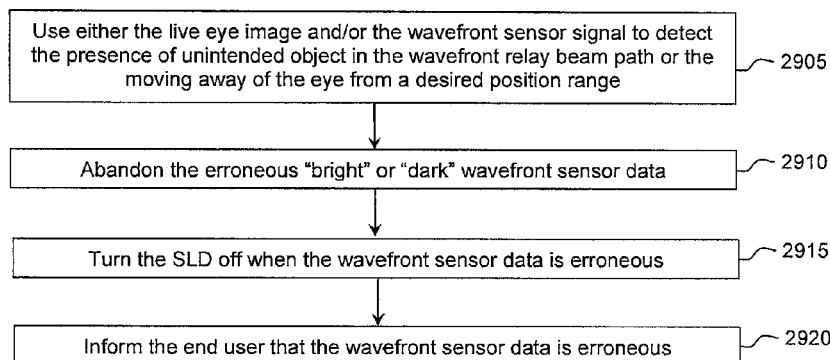 Use either the live eye image and/or the wavefront sensor signal to detect
the presence of unintended object in the wavefront relay beam path or the
moving away of the eye from a desired position range
2905
Abandon the erroneous “bright” or “dark” wavefront sensor data
2910
Turn the SLD off when the wavefront sensor data is erroneous
2915
Inform the end user that the wavefront sensor data is erroneous
2920